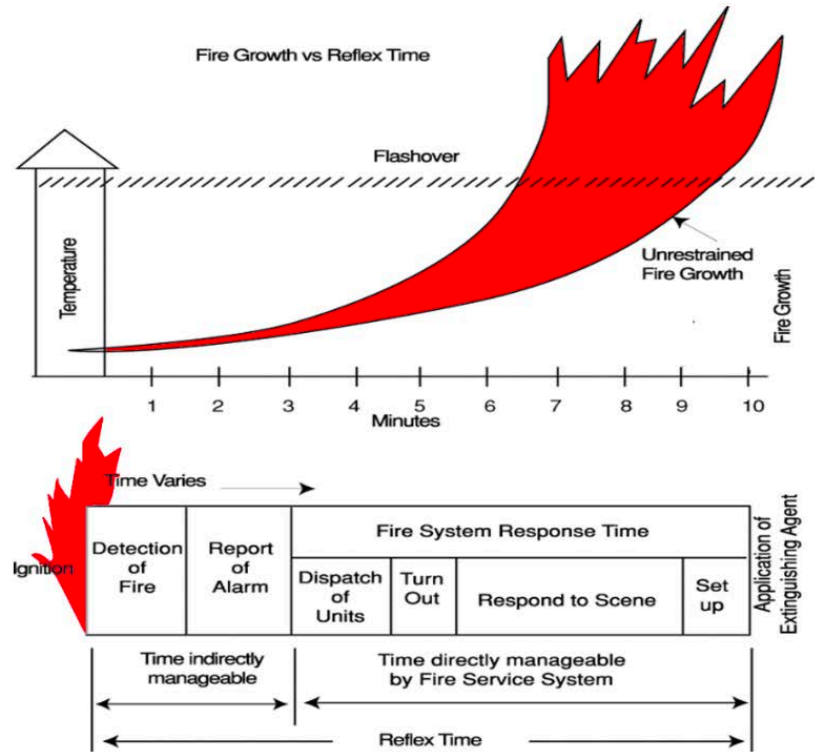 Fire Growth vs Reflex Time
Flashover
Temperature
Unrestrained
Fire Growth
Fire Growth
1 2 3 4 5 6 7 8 9 10
Minutes
Time Varies
Ignition
Detection
of
Fire
Report
of
Alarm
Fire System Response Time
Dispatch
of
Units
Turn
Out
Respond to Scene
Set
up
Application of
Extinguishing Agent
Time indirectly
manageable
Time directly manageable
by Fire Service System
Reflex Time